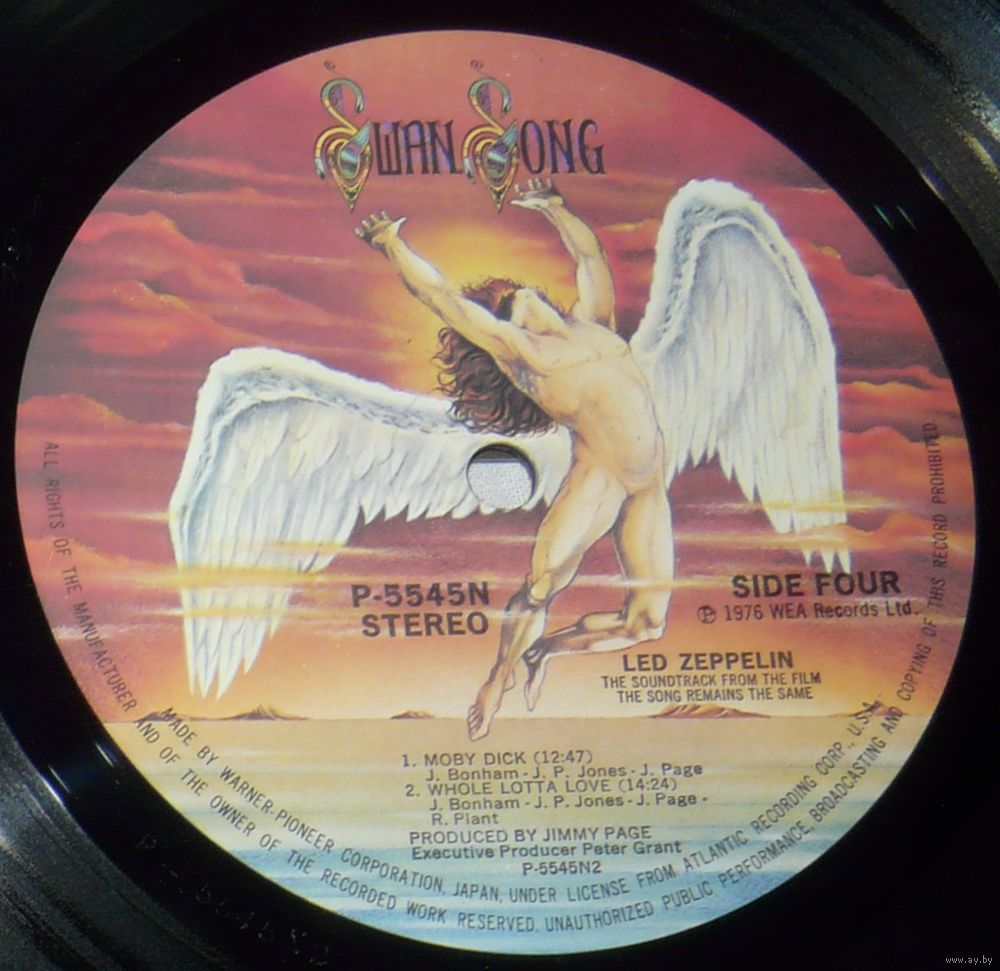 SWAN SONG
P-5545N
STEREO
SIDE FOUR
℗ 1976 WEA Records Ltd.
LED ZEPPELIN
THE SOUNDTRACK FROM THE FILM
THE SONG REMAINS THE SAME
1. MOBY DICK (12:47)
J. Bonham - J. P. Jones - J. Page
2. WHOLE LOTTA LOVE (14:24)
J. Bonham - J. P. Jones - J. Page -
R. Plant
PRODUCED BY JIMMY PAGE
Executive Producer Peter Grant
P-5545N2
MADE BY WARNER-PIONEER CORPORATION, JAPAN, UNDER LICENSE FROM ATLANTIC RECORDING CORP., U.S.A.
ALL RIGHTS OF THE MANUFACTURER AND OF THE OWNER OF THE RECORDED WORK RESERVED. UNAUTHORIZED PUBLIC PERFORMANCE, BROADCASTING AND COPYING OF THIS RECORD PROHIBITED.
www.ay.by